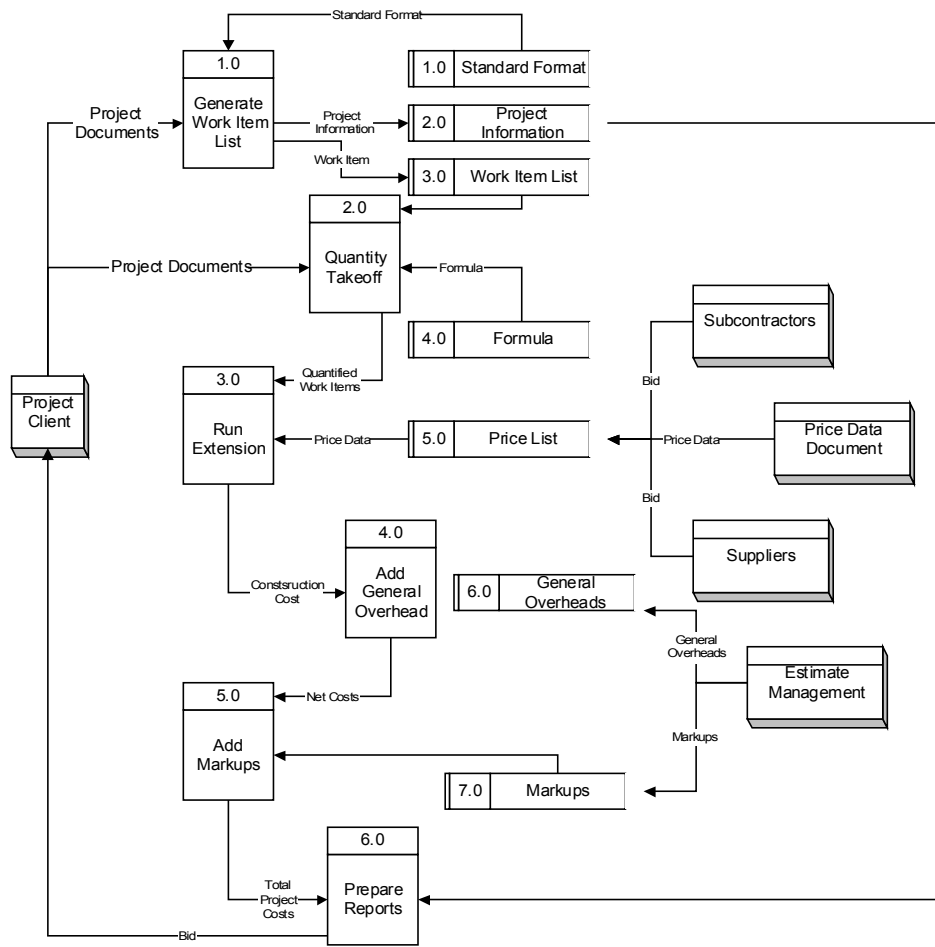 Standard Format
1.0
Generate
Work Item
List
1.0
Standard Format
Project
Documents
Project
Information
2.0
Project
Information
Work Item
3.0
Work Item List
2.0
Quantity
Takeoff
Project Documents
Formula
4.0
Formula
Subcontractors
Bid
Quantified
Work Items
3.0
Run
Extension
Project
Client
Price Data
5.0
Price List
Price Data
Price Data
Document
Bid
Suppliers
4.0
Add
General
Overhead
Constsruction
Cost
6.0
General
Overheads
General
Overheads
Estimate
Management
Net Costs
5.0
Add
Markups
Markups
7.0
Markups
6.0
Prepare
Reports
Total
Project
Costs
Bid